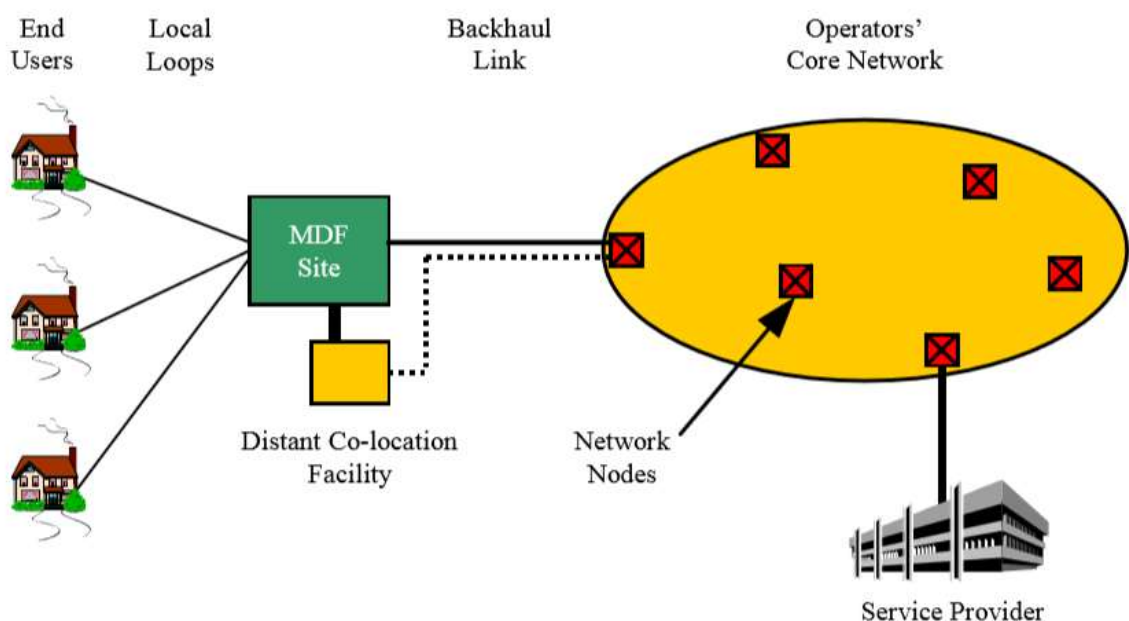 End
Users
Local
Loops
Backhaul
Link
Operators’
Core Network
MDF
Site
Distant Co-location
Facility
Network
Nodes
Service Provider